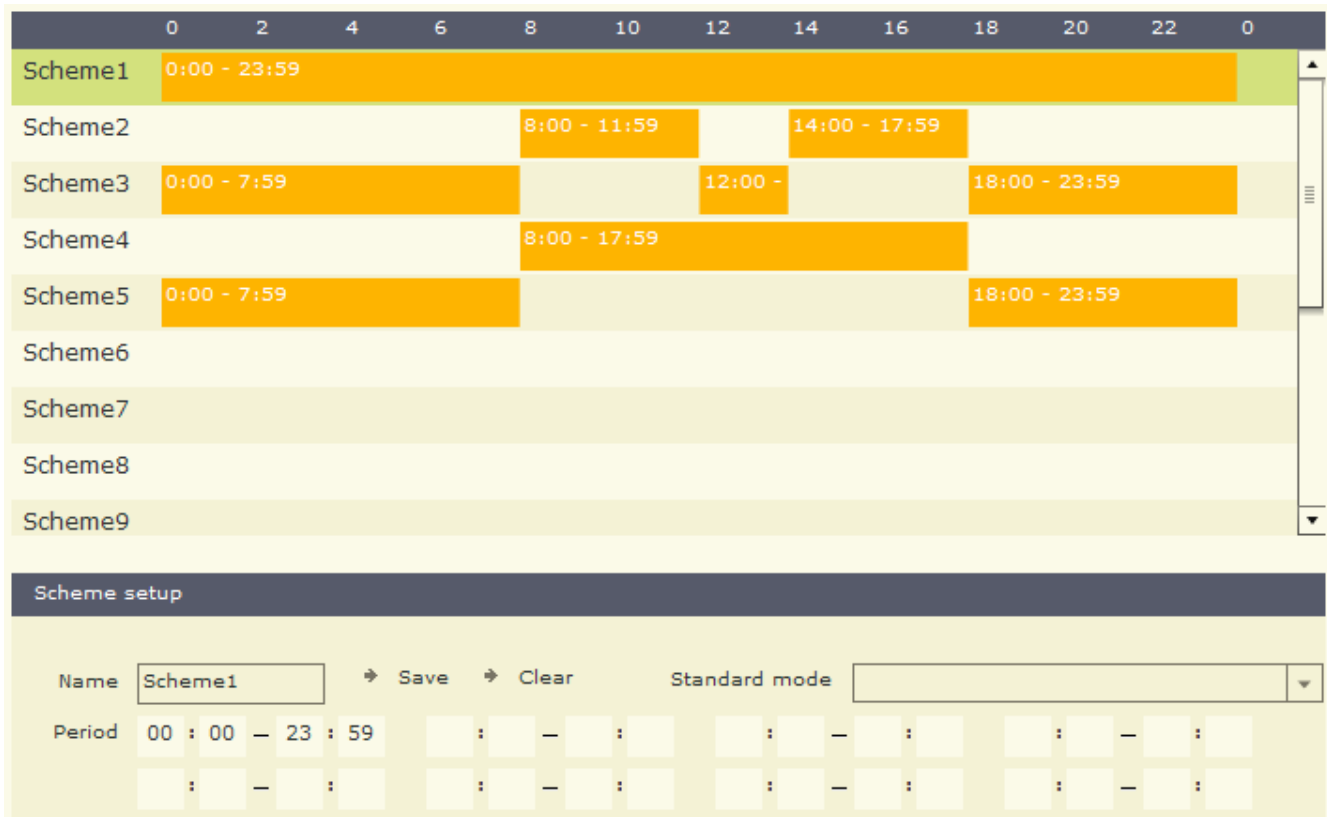 0 2 4 6 8 10 12 14 16 18 20 22 0
Scheme1 0:00 - 23:59
Scheme2 8:00 - 11:59 14:00 - 17:59
Scheme3 0:00 - 7:59 12:00 - 18:00 - 23:59
Scheme4 8:00 - 17:59
Scheme5 0:00 - 7:59 18:00 - 23:59
Scheme6
Scheme7
Scheme8
Scheme9
Scheme setup
Name Scheme1 Save Clear Standard mode
Period 00 : 00 – 23 : 59 : – : : – : : – :
: – : : – : : – : : – :